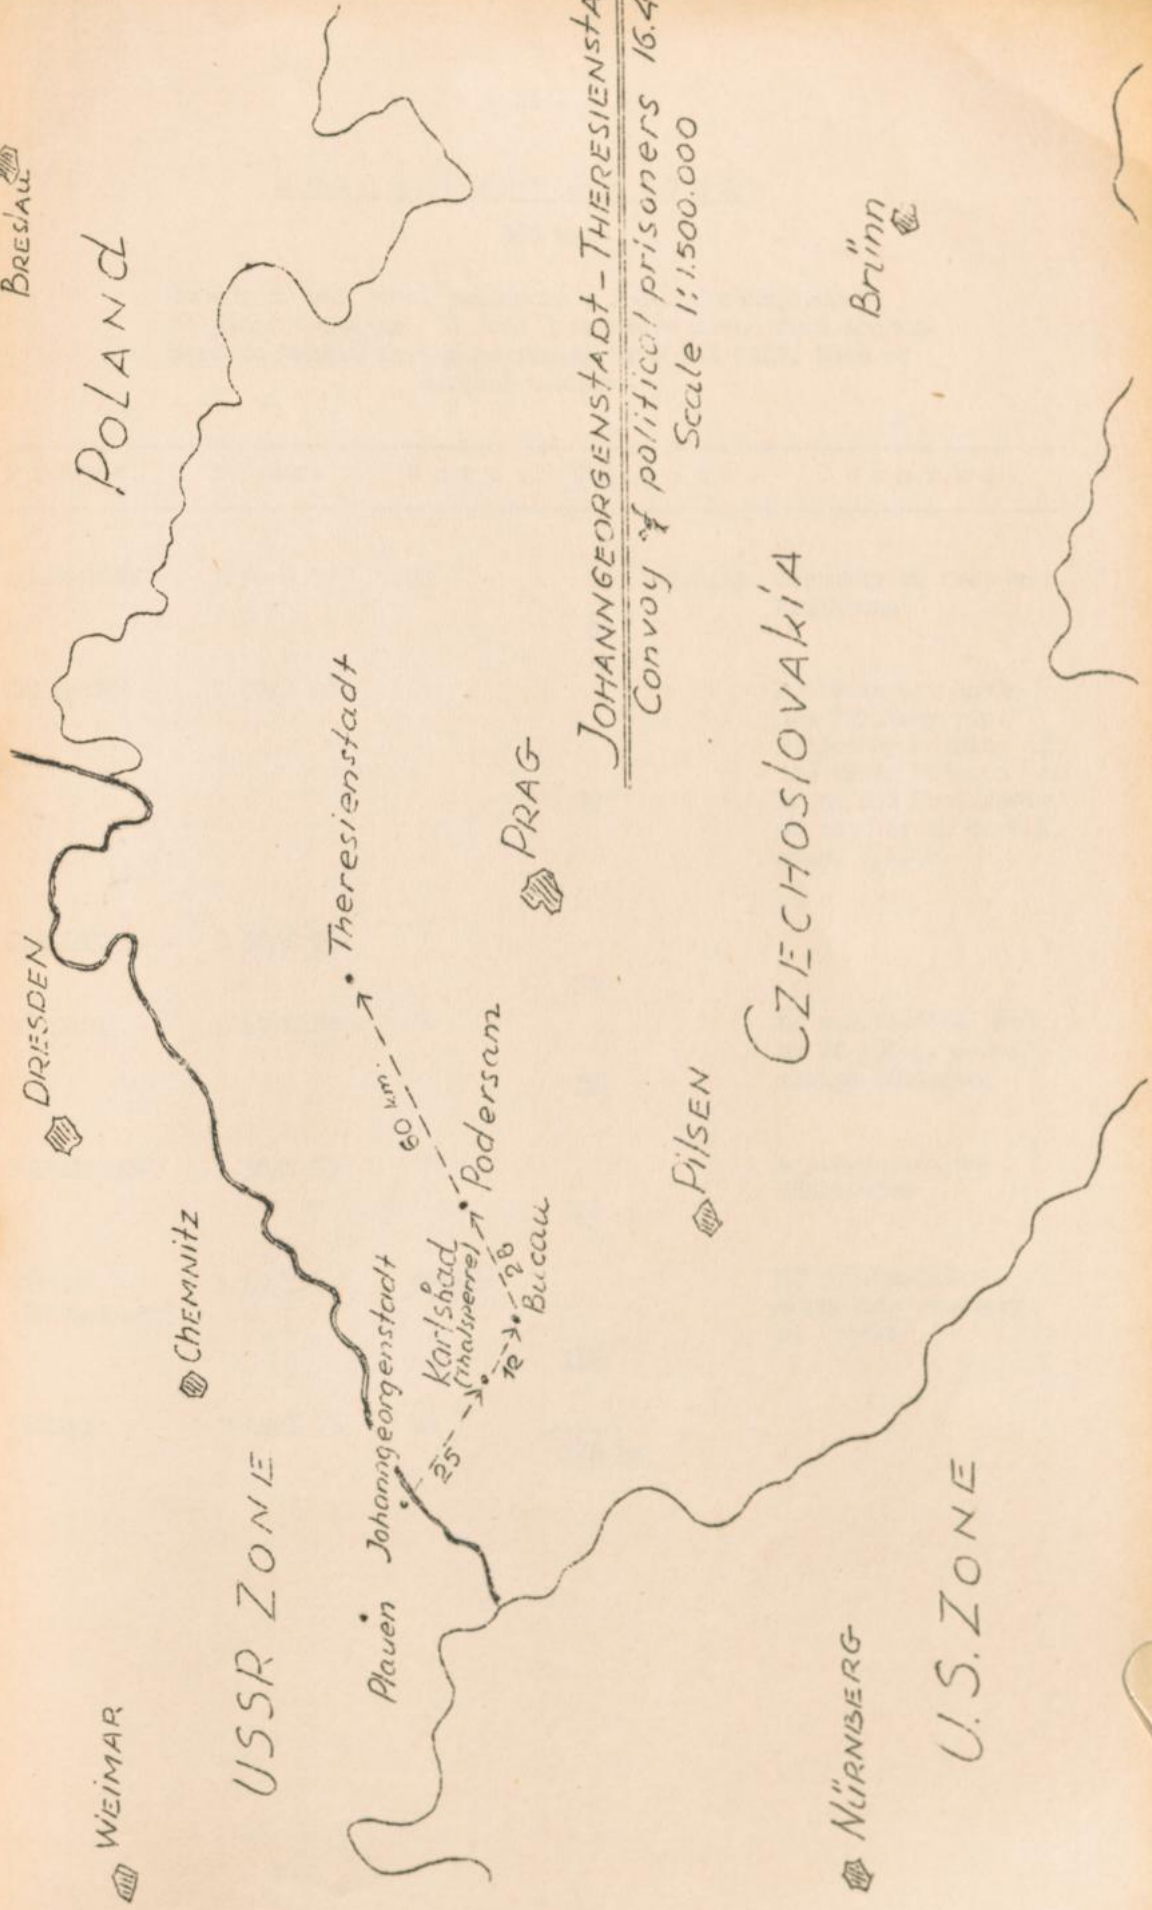 JOHANNGEORGENSTADT-THERESIENSTA
Convoy of political prisoners 16.4
Scale 1:1.500.000
WEIMAR
DRESDEN
BRESLAU
CHEMNITZ
USSR ZONE
POLAND
Plauen
Johanngeorgenstadt
Theresienstadt
60 km.
Karlsbad
(Thalsperre)
25
12
28
Podersam
Bucau
PRAG
PILSEN
CZECHOSLOVAKIA
Brünn
NÜRNBERG
U.S. ZONE